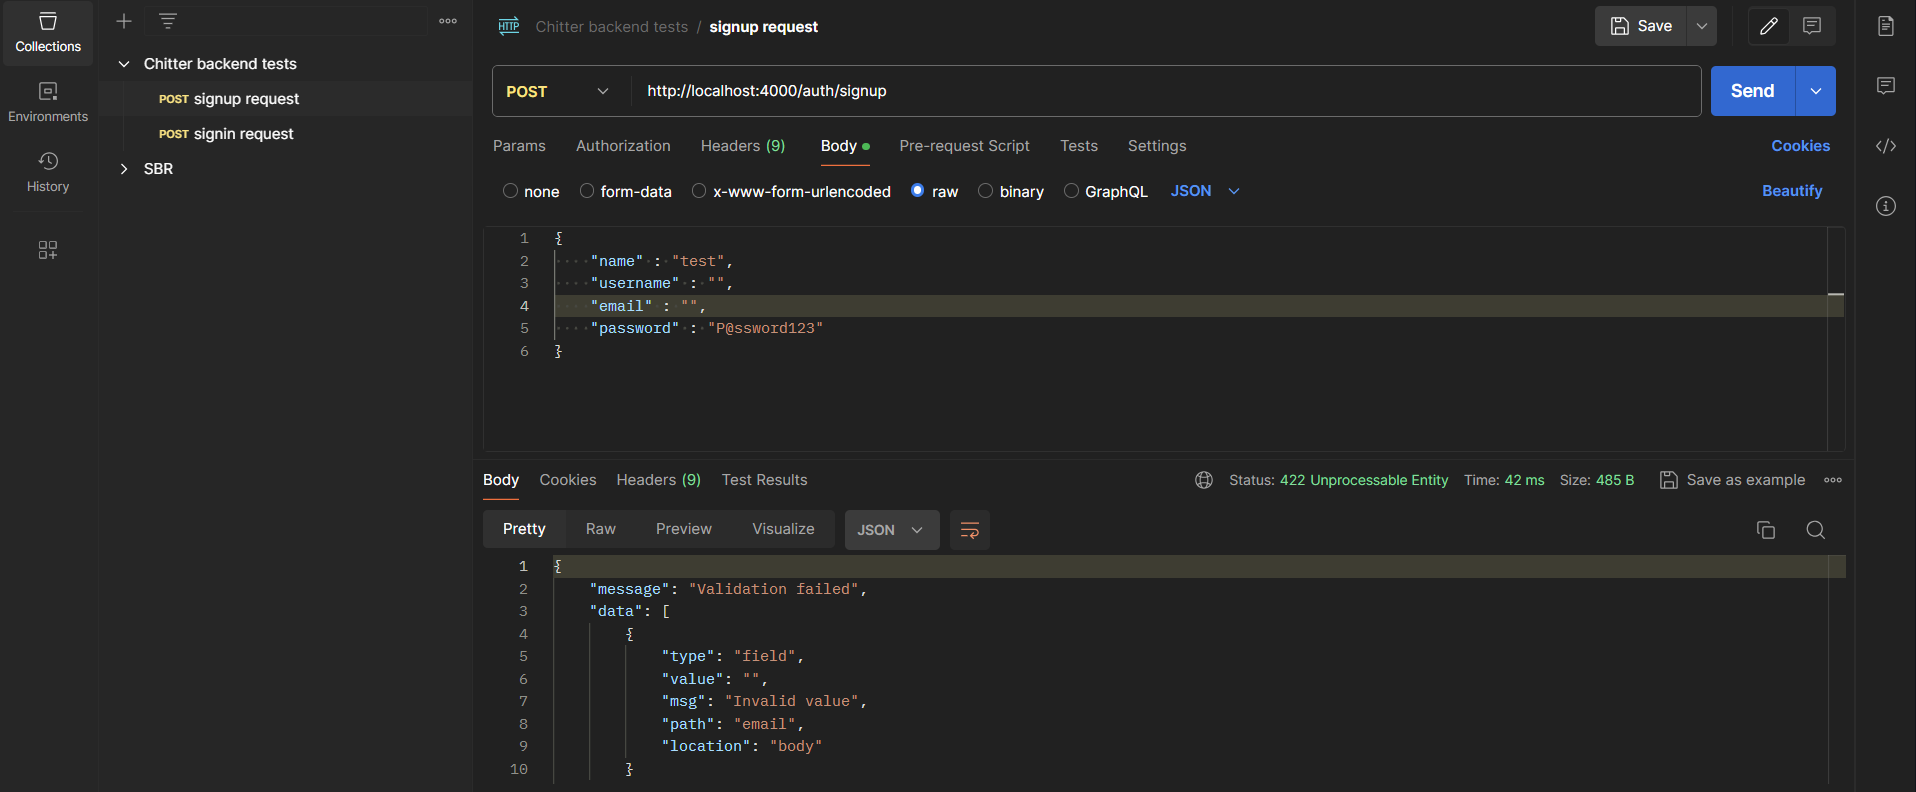 Collections
Environments
History
Chitter backend tests
POST signup request
POST signin request
SBR
HTTP Chitter backend tests / signup request
Save
POST http://localhost:4000/auth/signup
Send
Params Authorization Headers (9) Body Pre-request Script Tests Settings Cookies
none form-data x-www-form-urlencoded raw binary GraphQL JSON Beautify
1 {
2 "name" : "test",
3 "username" : "",
4 "email" : "",
5 "password" : "P@ssword123"
6 }
Body Cookies Headers (9) Test Results Status: 422 Unprocessable Entity Time: 42 ms Size: 485 B Save as example
Pretty Raw Preview Visualize JSON
1 {
2 "message": "Validation failed",
3 "data": [
4 {
5 "type": "field",
6 "value": "",
7 "msg": "Invalid value",
8 "path": "email",
9 "location": "body"
10 }